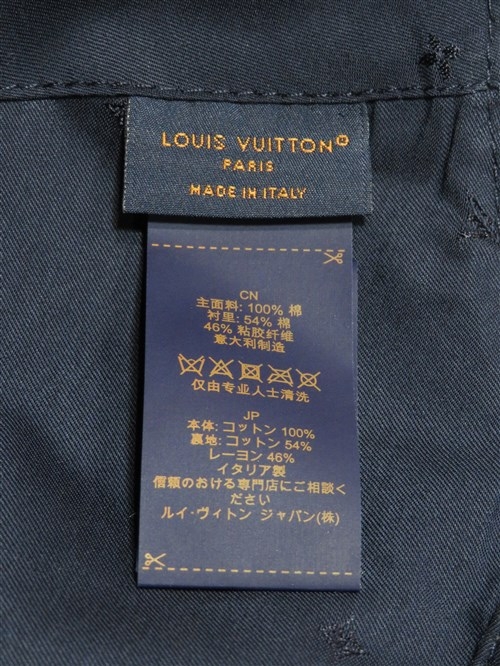 LOUIS VUITTON®
PARIS
MADE IN ITALY
CN
主面料: 100% 棉
衬里: 54% 棉
46% 粘胶纤维
意大利制造
仅由专业人士清洗
JP
本体: コットン 100%
裏地: コットン 54%
レーヨン 46%
イタリア製
信頼のおける専門店にご相談く
ださい
ルイ·ヴィトン ジャパン(株)